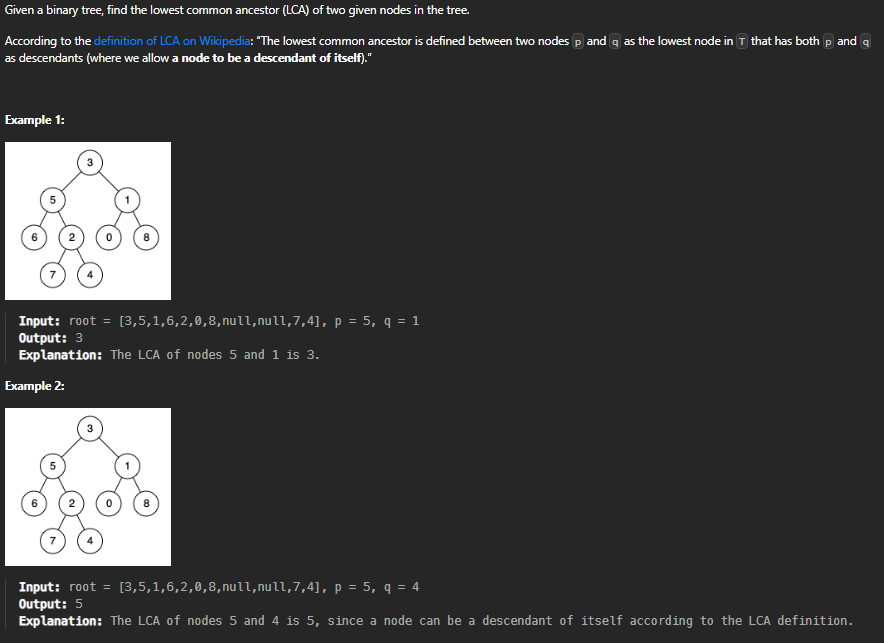 Given a binary tree, find the lowest common ancestor (LCA) of two given nodes in the tree.
According to the definition of LCA on Wikipedia: “The lowest common ancestor is defined between two nodes p and q as the lowest node in T that has both p and q
as descendants (where we allow a node to be a descendant of itself).”
Example 1:
3
5 1
6 2 0 8
7 4
Input: root = [3,5,1,6,2,0,8,null,null,7,4], p = 5, q = 1
Output: 3
Explanation: The LCA of nodes 5 and 1 is 3.
Example 2:
3
5 1
6 2 0 8
7 4
Input: root = [3,5,1,6,2,0,8,null,null,7,4], p = 5, q = 4
Output: 5
Explanation: The LCA of nodes 5 and 4 is 5, since a node can be a descendant of itself according to the LCA definition.